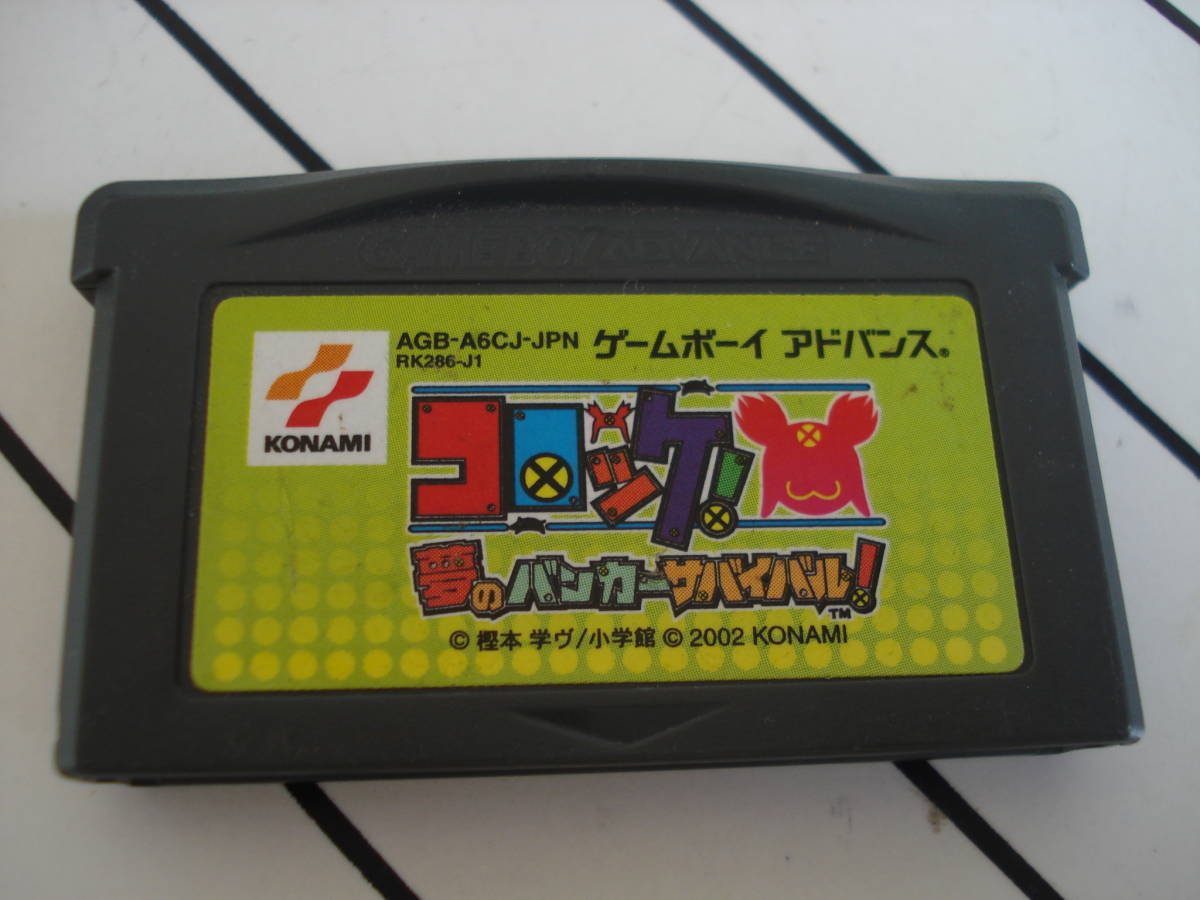 GAME BOY ADVANCE
KONAMI
AGB-A6CJ-JPN ゲームボーイ アドバンス®
RK286-J1
コロッケ!
夢のバンカーサバイバル!™
© 樫本 学ヴ/小学館 © 2002 KONAMI